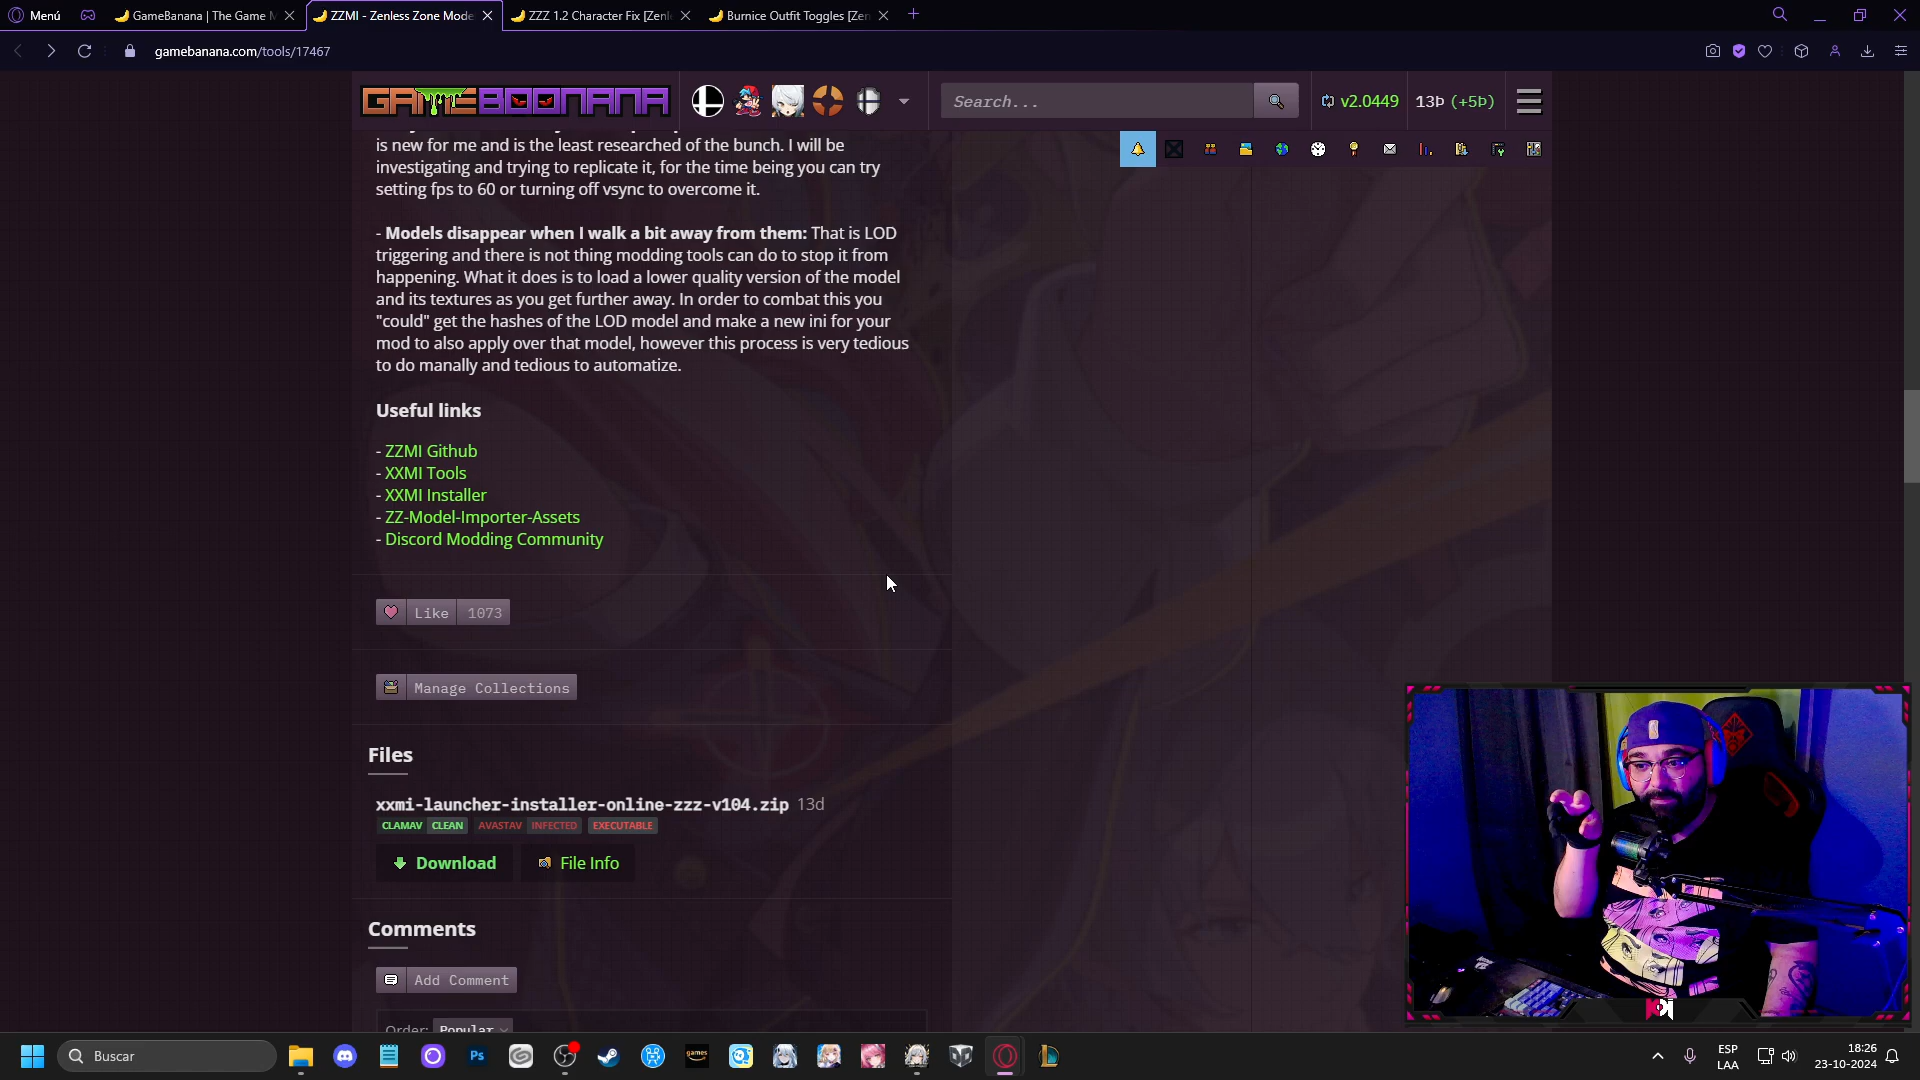 Menú
GameBanana | The Game M
ZZMI - Zenless Zone Mode
ZZZ 1.2 Character Fix [Zenl
Burnice Outfit Toggles [Zen
gamebanana.com/tools/17467
GAMEBOONANA
Search...
v2.0449
13Þ (+5Þ)
is new for me and is the least researched of the bunch. I will be
investigating and trying to replicate it, for the time being you can try
setting fps to 60 or turning off vsync to overcome it.
- Models disappear when I walk a bit away from them: That is LOD
triggering and there is not thing modding tools can do to stop it from
happening. What it does is to load a lower quality version of the model
and its textures as you get further away. In order to combat this you
"could" get the hashes of the LOD model and make a new ini for your
mod to also apply over that model, however this process is very tedious
to do manally and tedious to automatize.
Useful links
- ZZMI Github
- XXMI Tools
- XXMI Installer
- ZZ-Model-Importer-Assets
- Discord Modding Community
Like 1073
Manage Collections
Files
xxmi-launcher-installer-online-zzz-v104.zip 13d
CLAMAV CLEAN AVASTAV INFECTED EXECUTABLE
Download File Info
Comments
Add Comment
Order: Popular
Buscar
Ps
games
ESP
LAA
18:26
23-10-2024